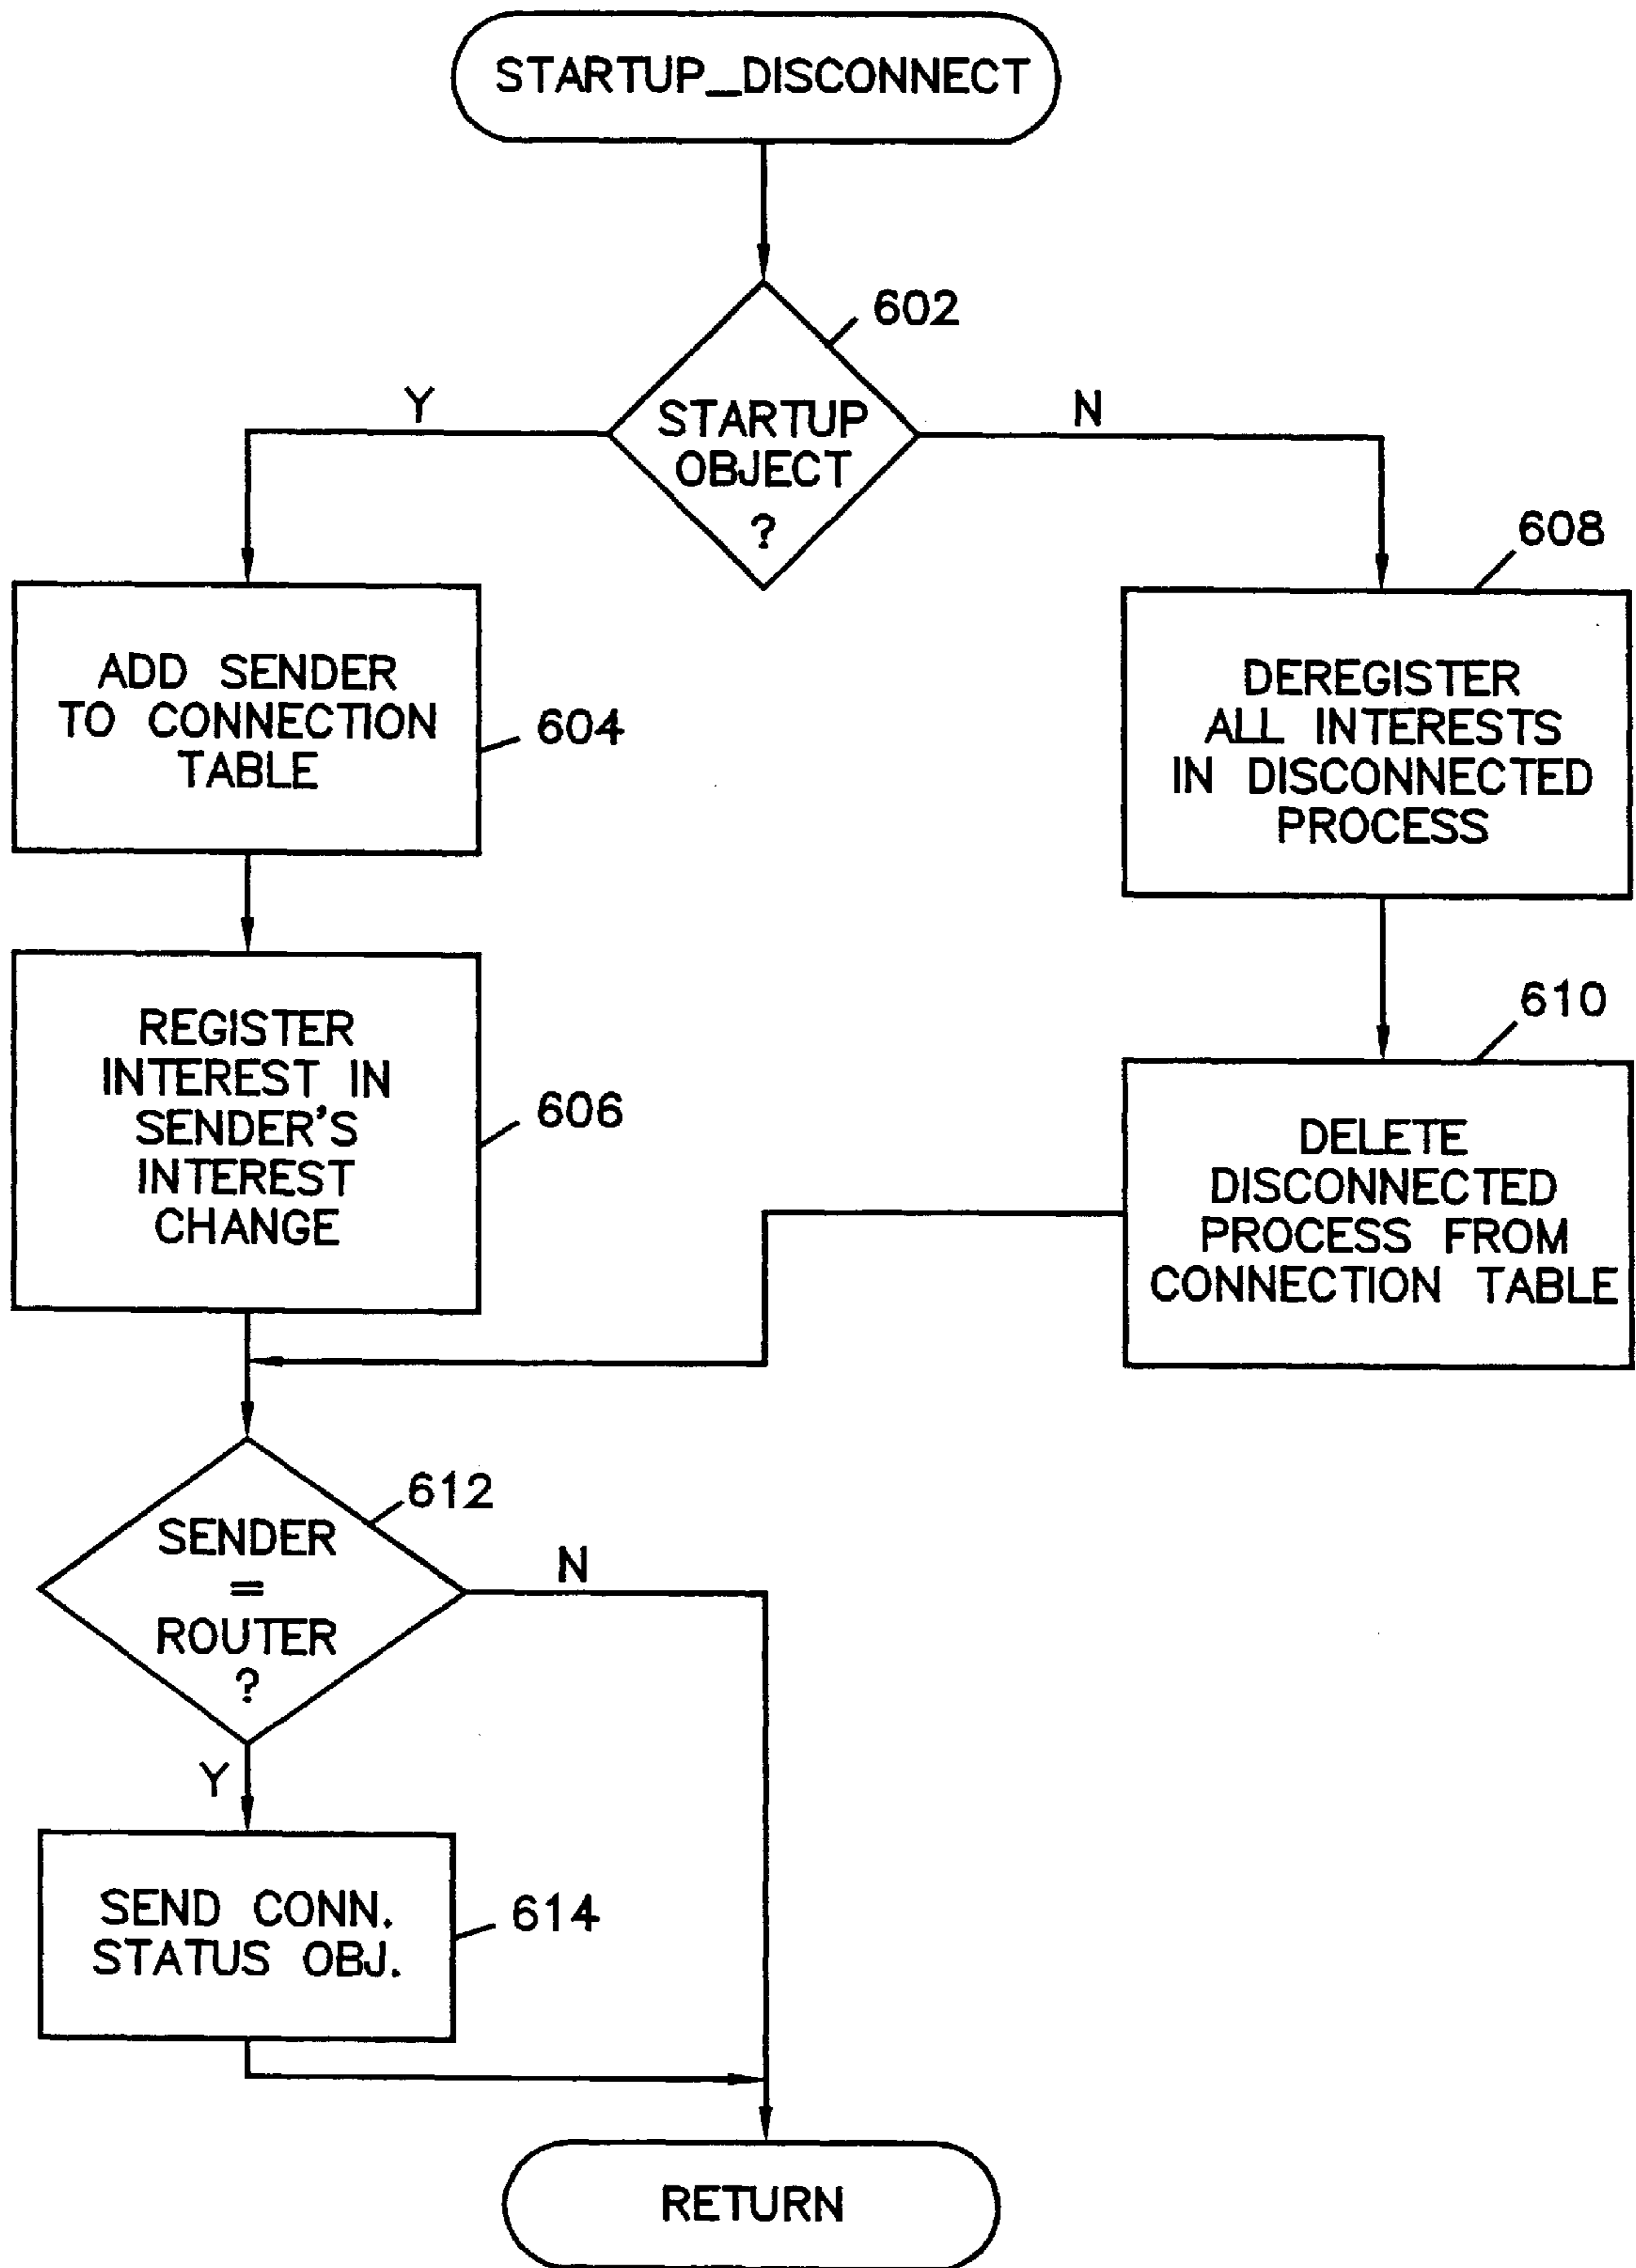 STARTUP_DISCONNECT
602
Y
N
STARTUP
OBJECT
?
608
ADD SENDER
TO CONNECTION
TABLE
604
DEREGISTER
ALL INTERESTS
IN DISCONNECTED
PROCESS
610
REGISTER
INTEREST IN
SENDER'S
INTEREST
CHANGE
606
DELETE
DISCONNECTED
PROCESS FROM
CONNECTION TABLE
612
SENDER
=
ROUTER
?
N
Y
SEND CONN.
STATUS OBJ.
614
RETURN